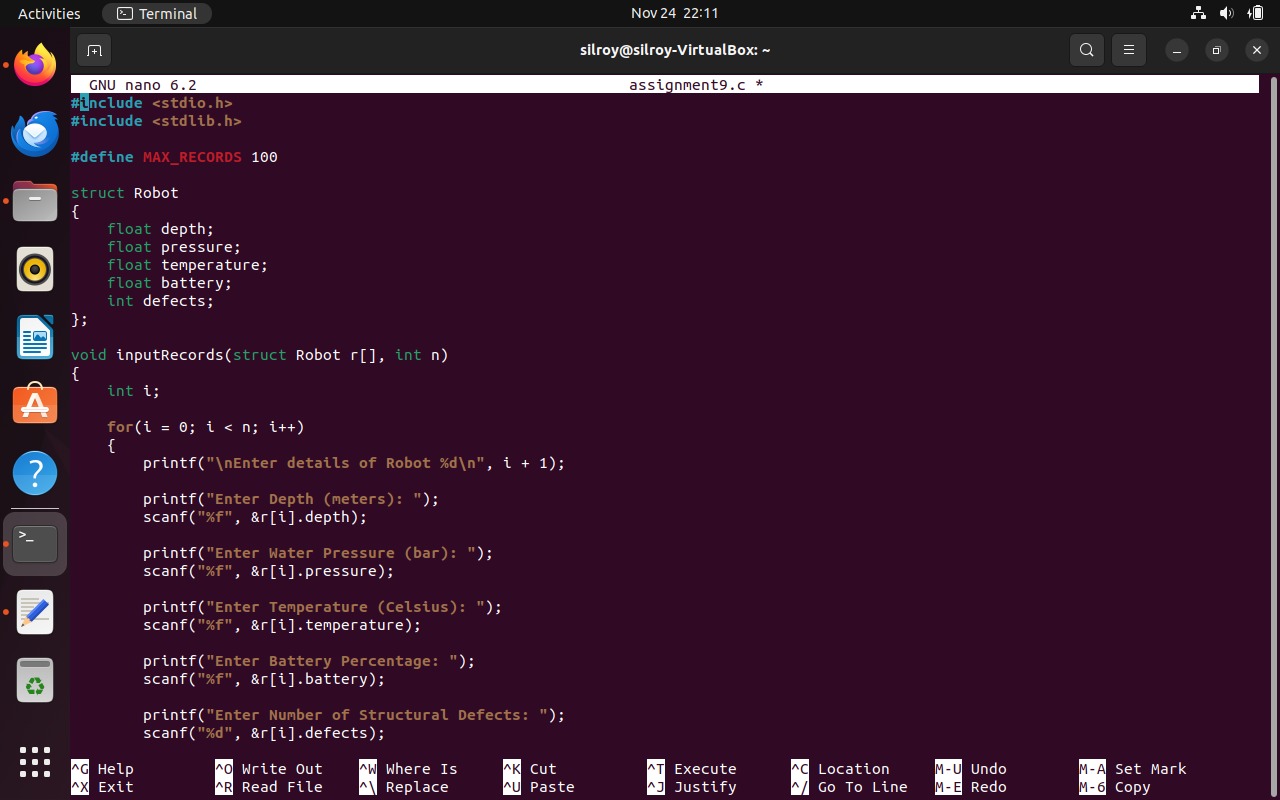 Activities Terminal Nov 24 22:11
silroy@silroy-VirtualBox: ~
GNU nano 6.2 assignment9.c *
#include <stdio.h>
#include <stdlib.h>

#define MAX_RECORDS 100

struct Robot
{
    float depth;
    float pressure;
    float temperature;
    float battery;
    int defects;
};

void inputRecords(struct Robot r[], int n)
{
    int i;

    for(i = 0; i < n; i++)
    {
        printf("\nEnter details of Robot %d\n", i + 1);

        printf("Enter Depth (meters): ");
        scanf("%f", &r[i].depth);

        printf("Enter Water Pressure (bar): ");
        scanf("%f", &r[i].pressure);

        printf("Enter Temperature (Celsius): ");
        scanf("%f", &r[i].temperature);

        printf("Enter Battery Percentage: ");
        scanf("%f", &r[i].battery);

        printf("Enter Number of Structural Defects: ");
        scanf("%d", &r[i].defects);

^G Help ^O Write Out ^W Where Is ^K Cut ^T Execute ^C Location M-U Undo M-A Set Mark
^X Exit ^R Read File ^\ Replace ^U Paste ^J Justify ^/ Go To Line M-E Redo M-6 Copy